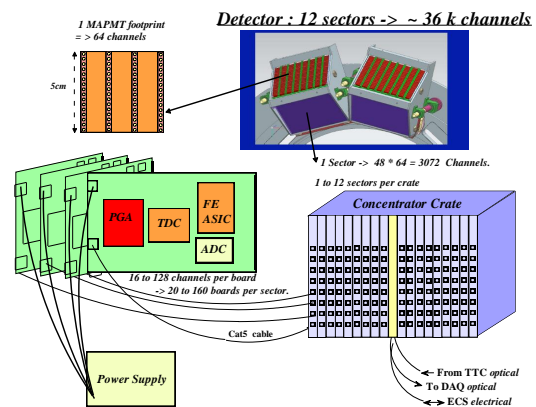 Detector : 12 sectors -> ~ 36 k channels
1 MAPMT footprint
= > 64 channels
5cm
1 Sector -> 48 * 64 = 3072 Channels.
1 to 12 sectors per crate
Concentrator Crate
PGA
TDC
FE
ASIC
ADC
16 to 128 channels per board
-> 20 to 160 boards per sector.
Cat5 cable
Power Supply
From TTC optical
To DAQ optical
ECS electrical